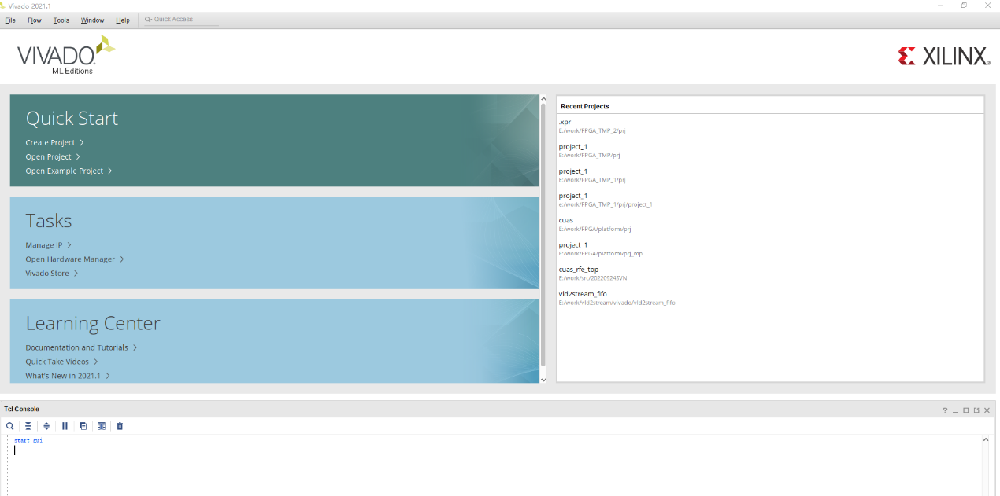 Vivado 2021.1
File Flow Tools Window Help Quick Access
VIVADO.
ML Editions
XILINX
Quick Start
Create Project
Open Project
Open Example Project
Tasks
Manage IP
Open Hardware Manager
Vivado Store
Learning Center
Documentation and Tutorials
Quick Take Videos
What's New in 2021.1
Recent Projects
.xpr
E:/work/FPGA_TMP_2/prj
project_1
E:/work/FPGA_TMP/prj
project_1
E:/work/FPGA_TMP_1/prj
project_1
e:/work/FPGA_TMP_1/prj/project_1
cuas
E:/work/FPGA/platform/prj
project_1
E:/work/FPGA/platform/prj_mp
cuas_rfe_top
E:/work/src/20220924SVN
vld2stream_fifo
E:/work/vld2stream/vivado/vld2stream_fifo
Tcl Console
start_gui